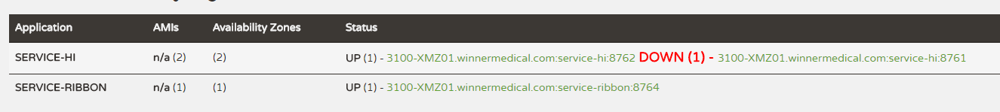 Application AMIs Availability Zones Status
SERVICE-HI n/a (2) (2) UP (1) - 3100-XMZ01.winnermedical.com:service-hi:8762 DOWN (1) - 3100-XMZ01.winnermedical.com:service-hi:8761
SERVICE-RIBBON n/a (1) (1) UP (1) - 3100-XMZ01.winnermedical.com:service-ribbon:8764